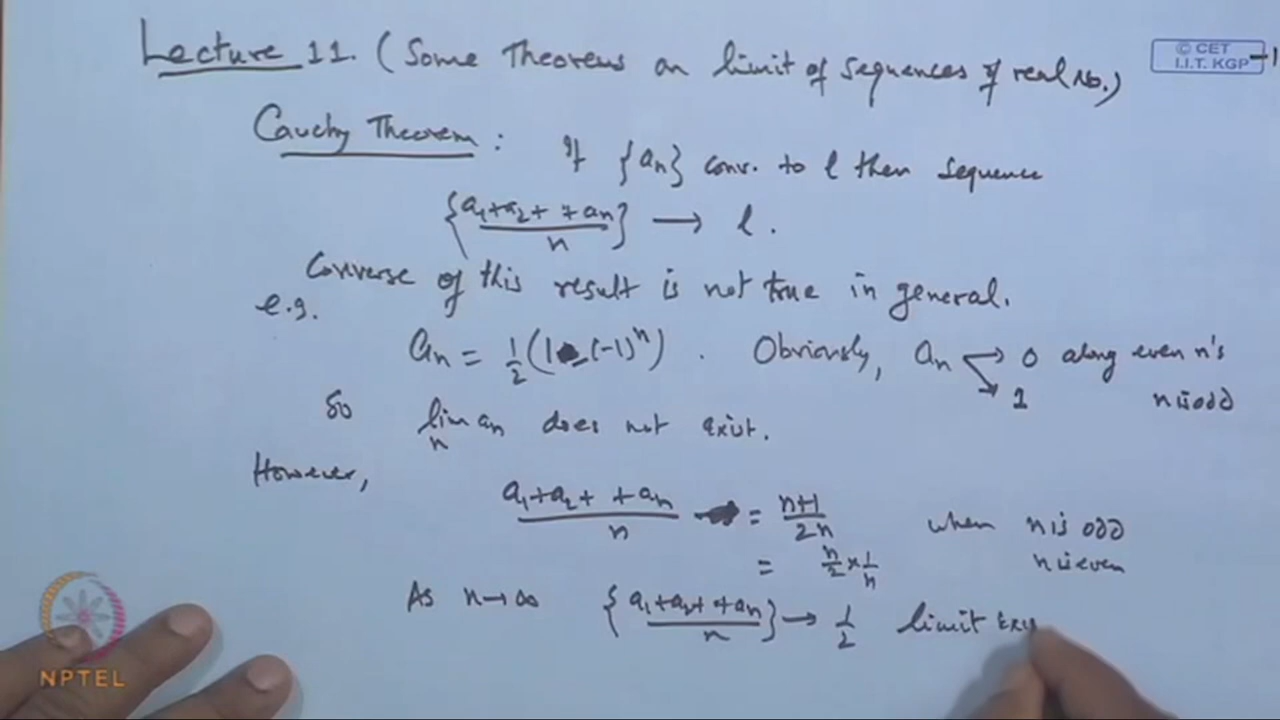 Lecture 11. (Some Theorems on limit of sequences of real no.)
© CET
I.I.T. KGP
Cauchy Theorem : If {an} conv. to l then sequence
{a1+a2+ +an / n} → l.
Converse of this result is not true in general.
e.g.
an = 1/2 (1 - (-1)^n) . Obviously, an → 0 along even n's
→ 1 n is odd
So lim an does not exist.
n
However,
a1+a2+ +an / n = n+1 / 2n when n is odd
= n/2 × 1/n n is even
As n→∞ {a1+a2+ +an / n} → 1/2 limit exi
NPTEL